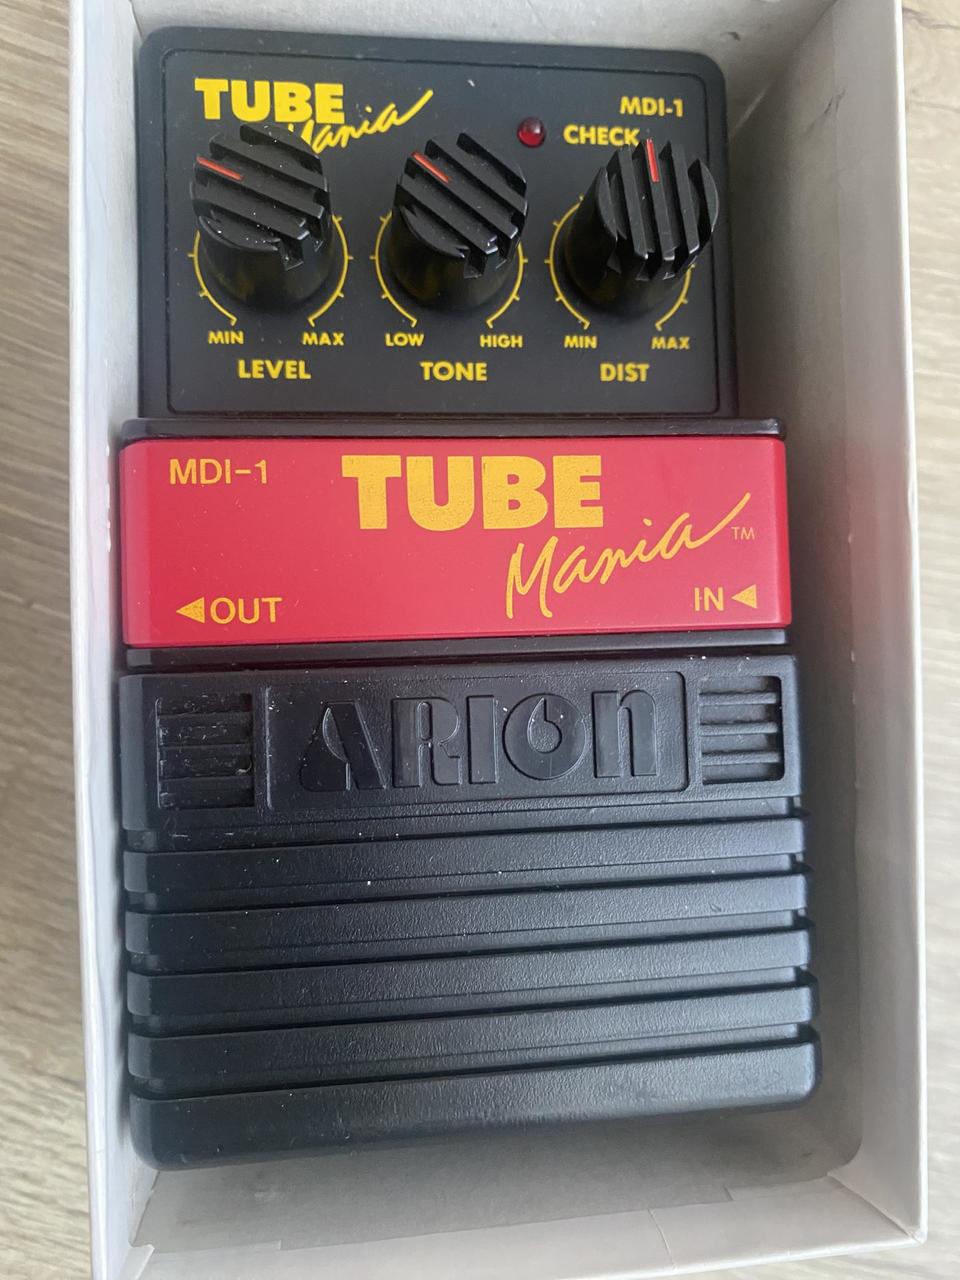 TUBE
Mania
MDI-1
CHECK
MIN MAX
LEVEL
LOW HIGH
TONE
MIN MAX
DIST
MDI-1
TUBE
Mania TM
OUT
IN
ARION